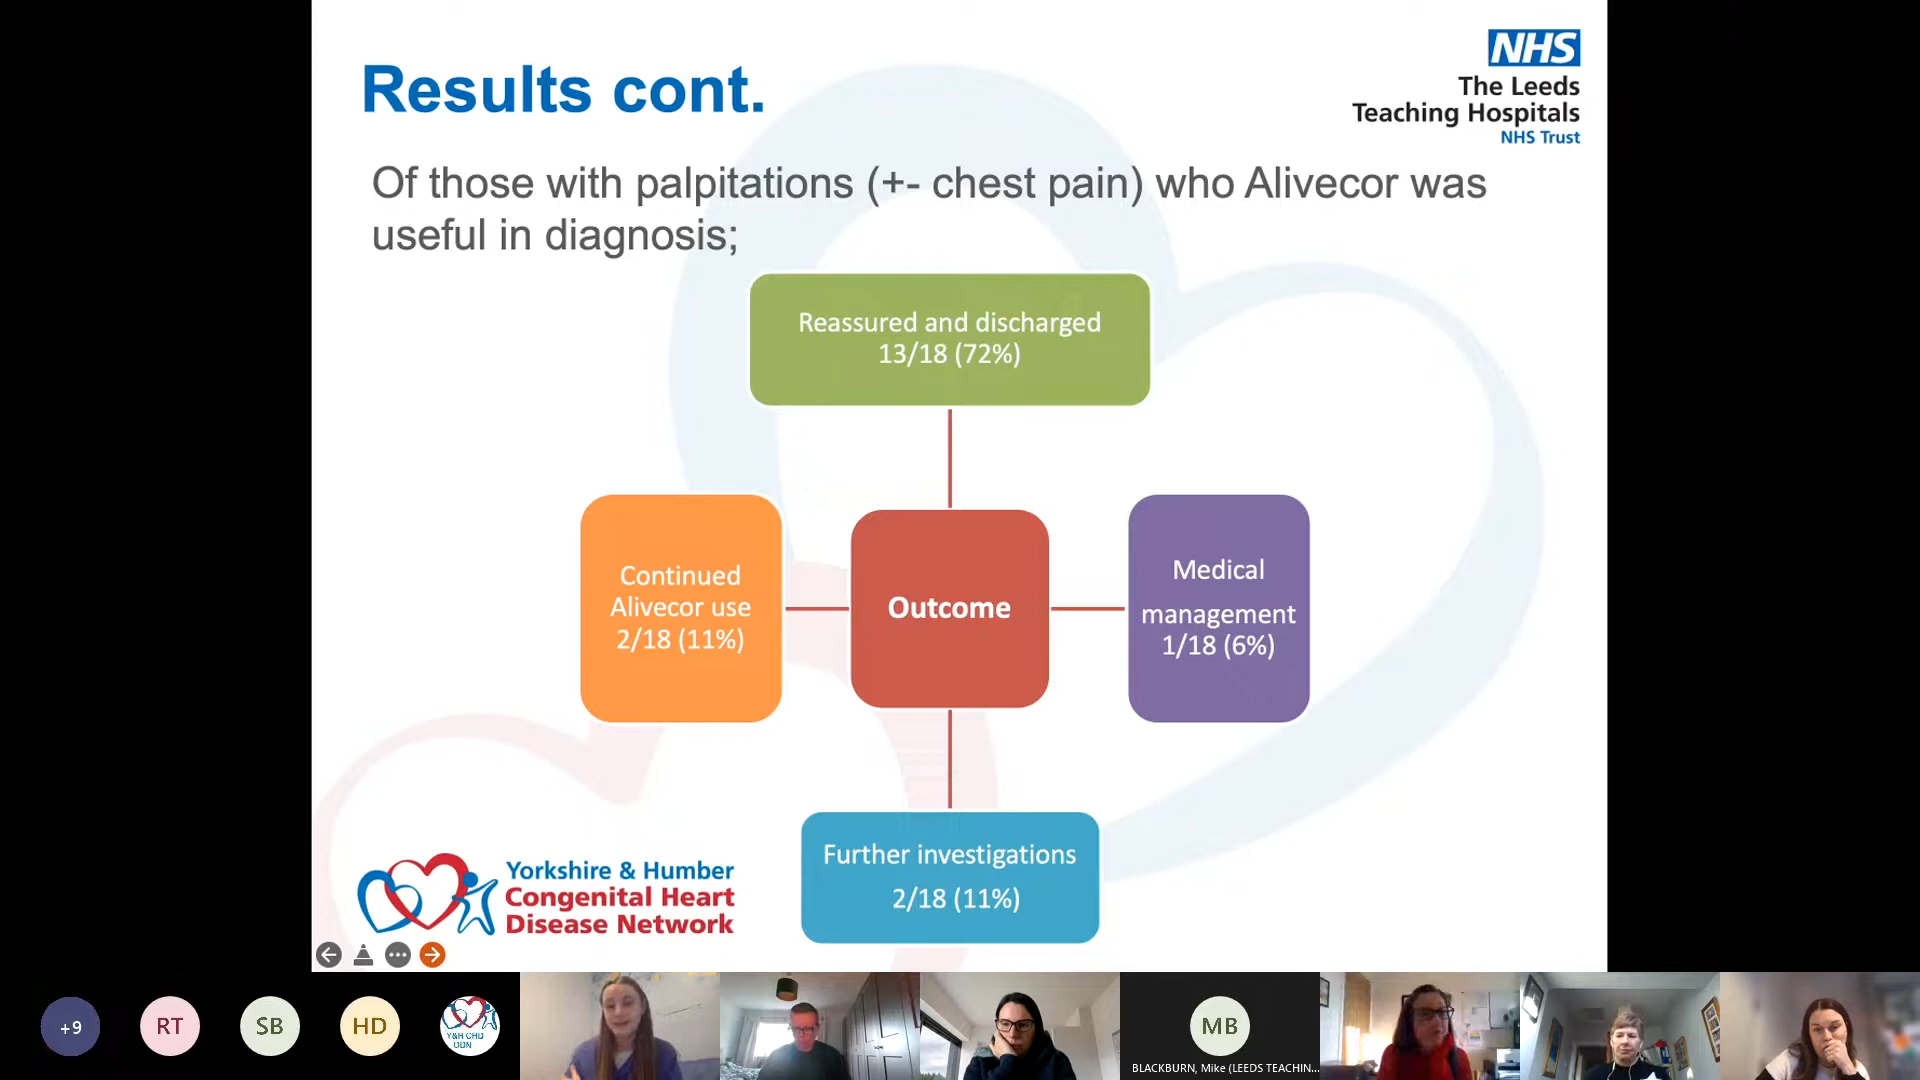 Results cont.
NHS
The Leeds
Teaching Hospitals
NHS Trust
Of those with palpitations (+- chest pain) who Alivecor was
useful in diagnosis;
Reassured and discharged
13/18 (72%)
Continued
Alivecor use
2/18 (11%)
Outcome
Medical
management
1/18 (6%)
Further investigations
2/18 (11%)
Yorkshire & Humber
Congenital Heart
Disease Network
+9
RT
SB
HD
Y&H CHD
ODN
MB
BLACKBURN, Mike (LEEDS TEACHIN...